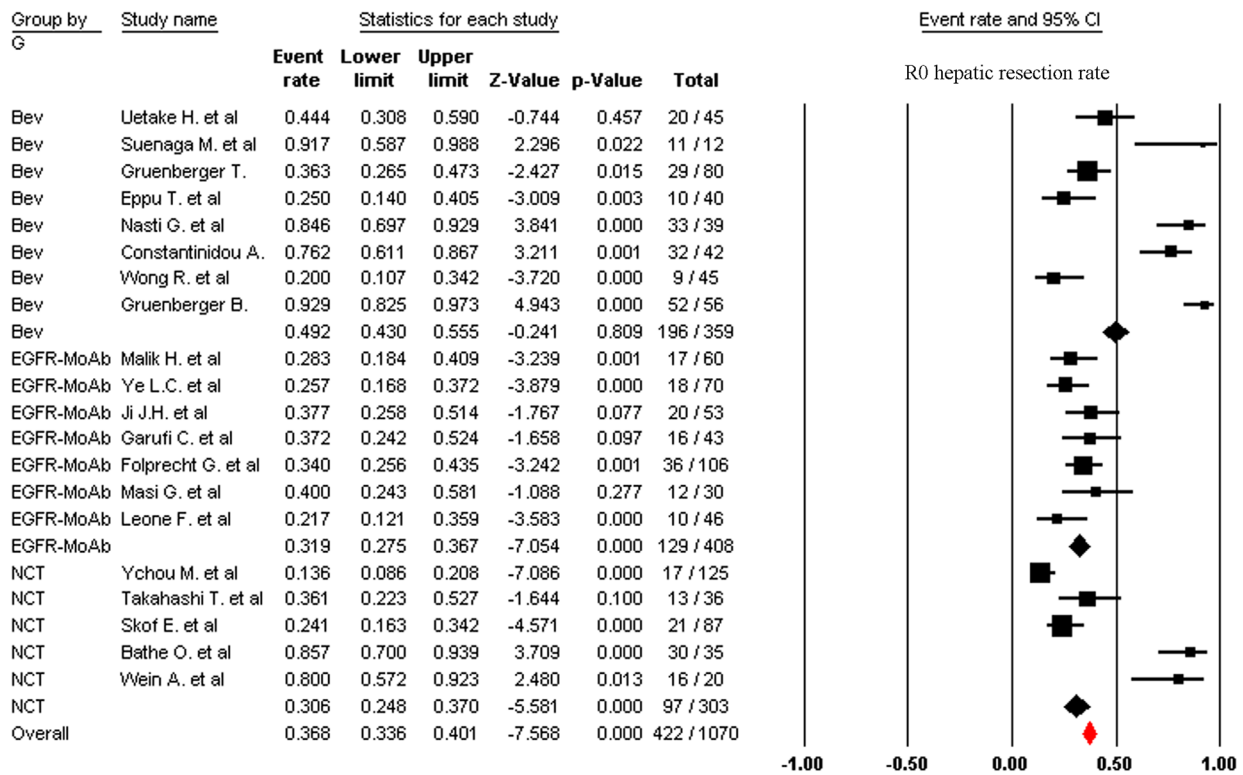 Group by Study name Statistics for each study Event rate and 95% CI
G
Event Lower Upper
rate limit limit Z-Value p-Value Total R0 hepatic resection rate
Bev Uetake H. et al 0.444 0.308 0.590 -0.744 0.457 20 / 45
Bev Suenaga M. et al 0.917 0.587 0.988 2.296 0.022 11 / 12
Bev Gruenberger T. 0.363 0.265 0.473 -2.427 0.015 29 / 80
Bev Eppu T. et al 0.250 0.140 0.405 -3.009 0.003 10 / 40
Bev Nasti G. et al 0.846 0.697 0.929 3.841 0.000 33 / 39
Bev Constantinidou A. 0.762 0.611 0.867 3.211 0.001 32 / 42
Bev Wong R. et al 0.200 0.107 0.342 -3.720 0.000 9 / 45
Bev Gruenberger B. 0.929 0.825 0.973 4.943 0.000 52 / 56
Bev 0.492 0.430 0.555 -0.241 0.809 196 / 359
EGFR-MoAb Malik H. et al 0.283 0.184 0.409 -3.239 0.001 17 / 60
EGFR-MoAb Ye L.C. et al 0.257 0.168 0.372 -3.879 0.000 18 / 70
EGFR-MoAb Ji J.H. et al 0.377 0.258 0.514 -1.767 0.077 20 / 53
EGFR-MoAb Garufi C. et al 0.372 0.242 0.524 -1.658 0.097 16 / 43
EGFR-MoAb Folprecht G. et al 0.340 0.256 0.435 -3.242 0.001 36 / 106
EGFR-MoAb Masi G. et al 0.400 0.243 0.581 -1.088 0.277 12 / 30
EGFR-MoAb Leone F. et al 0.217 0.121 0.359 -3.583 0.000 10 / 46
EGFR-MoAb 0.319 0.275 0.367 -7.054 0.000 129 / 408
NCT Ychou M. et al 0.136 0.086 0.208 -7.086 0.000 17 / 125
NCT Takahashi T. et al 0.361 0.223 0.527 -1.644 0.100 13 / 36
NCT Skof E. et al 0.241 0.163 0.342 -4.571 0.000 21 / 87
NCT Bathe O. et al 0.857 0.700 0.939 3.709 0.000 30 / 35
NCT Wein A. et al 0.800 0.572 0.923 2.480 0.013 16 / 20
NCT 0.306 0.248 0.370 -5.581 0.000 97 / 303
Overall 0.368 0.336 0.401 -7.568 0.000 422 / 1070
-1.00 -0.50 0.00 0.50 1.00